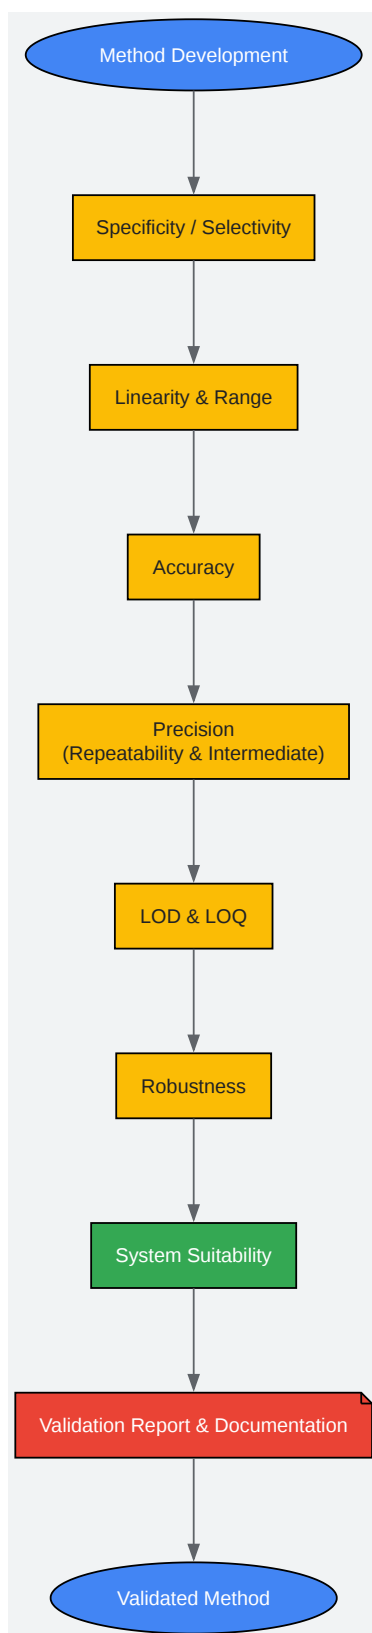 Method Development
Specificity / Selectivity
Linearity & Range
Accuracy
Precision
(Repeatability & Intermediate)
LOD & LOQ
Robustness
System Suitability
Validation Report & Documentation
Validated Method